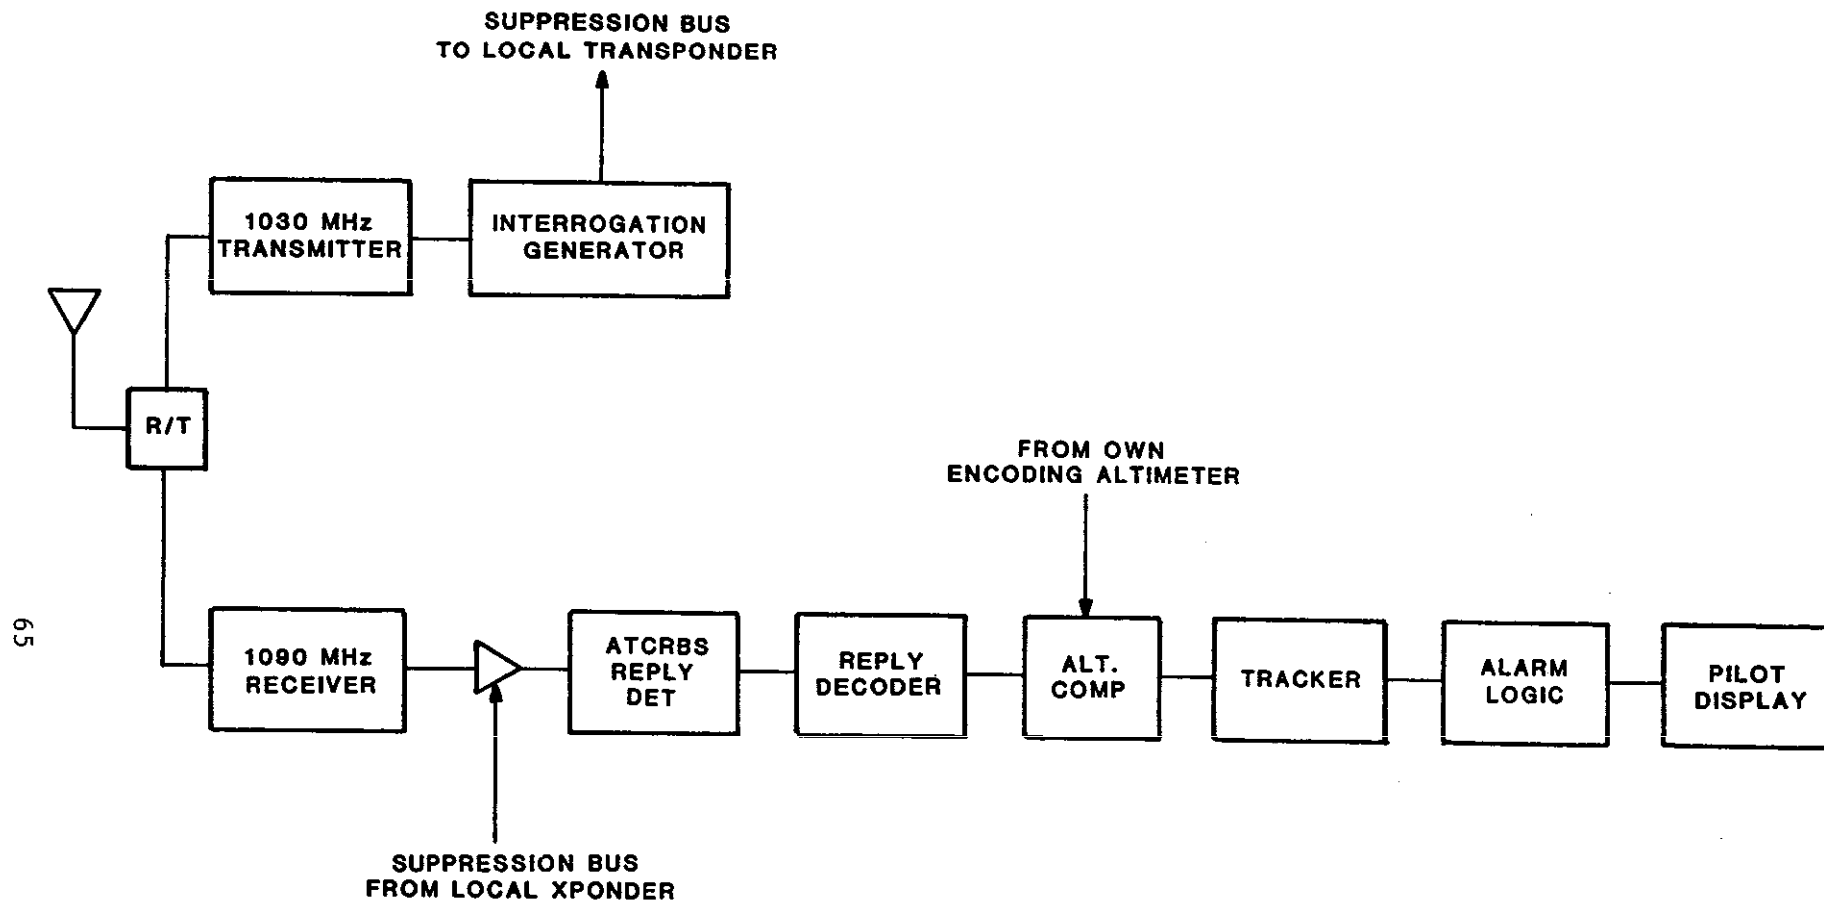 SUPPRESSION BUS
TO LOCAL TRANSPONDER
1030 MHz
TRANSMITTER
INTERROGATION
GENERATOR
R/T
FROM OWN
ENCODING ALTIMETER
1090 MHz
RECEIVER
ATCRBS
REPLY
DET
REPLY
DECODER
ALT.
COMP
TRACKER
ALARM
LOGIC
PILOT
DISPLAY
SUPPRESSION BUS
FROM LOCAL XPONDER
65